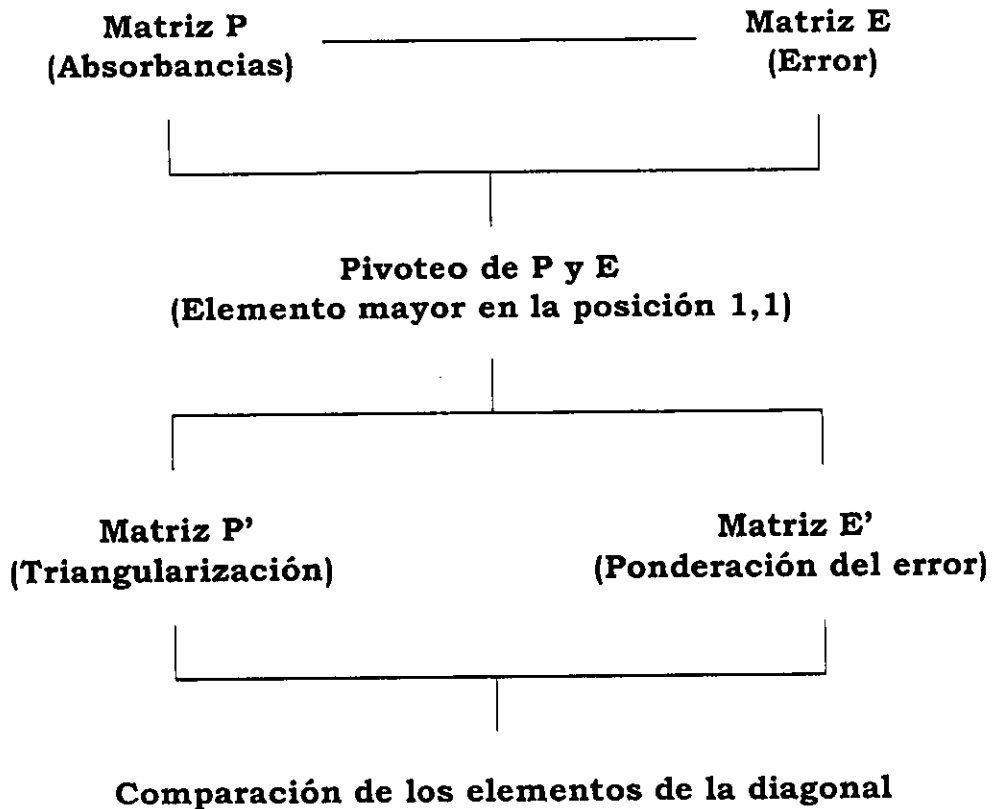 Matriz P
(Absorbancias)
Matriz E
(Error)
Pivoteo de P y E
(Elemento mayor en la posición 1,1)
Matriz P’
(Triangularización)
Matriz E’
(Ponderación del error)
Comparación de los elementos de la diagonal